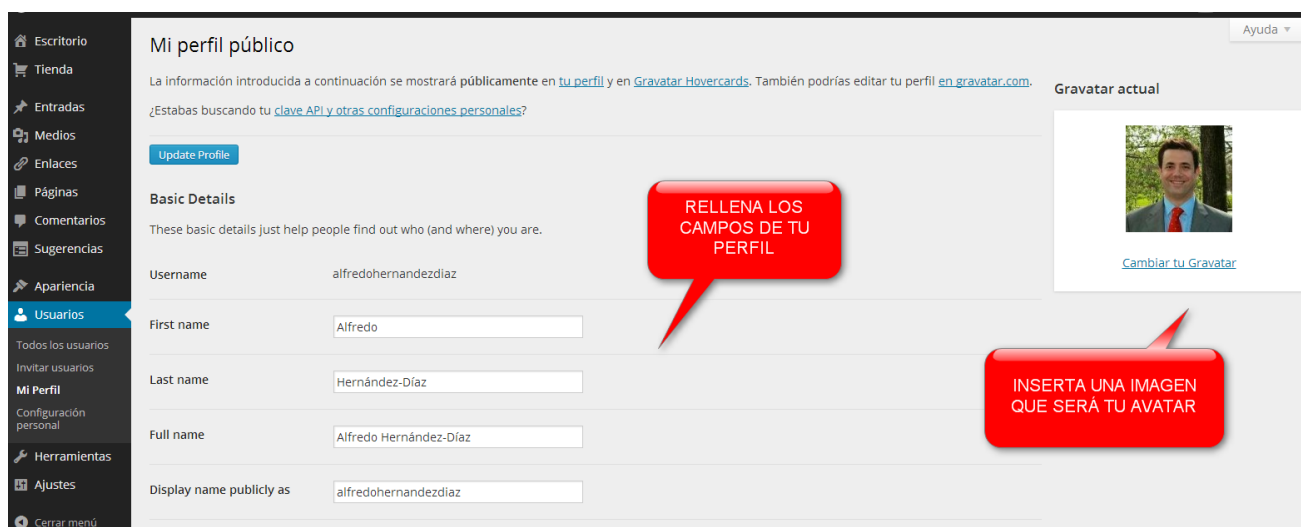 Ayuda
Escritorio
Tienda
Entradas
Medios
Enlaces
Páginas
Comentarios
Sugerencias
Apariencia
Usuarios
Todos los usuarios
Invitar usuarios
Mi Perfil
Configuración
personal
Herramientas
Ajustes
Cerrar menú
Mi perfil público
La información introducida a continuación se mostrará públicamente en tu perfil y en Gravatar Hovercards. También podrías editar tu perfil en gravatar.com.
¿Estabas buscando tu clave API y otras configuraciones personales?
Update Profile
Basic Details
These basic details just help people find out who (and where) you are.
Username alfredohernandezdiaz
First name Alfredo
Last name Hernández-Díaz
Full name Alfredo Hernández-Díaz
Display name publicly as alfredohernandezdiaz
RELLENA LOS
CAMPOS DE TU
PERFIL
Gravatar actual
Cambiar tu Gravatar
INSERTA UNA IMAGEN
QUE SERÁ TU AVATAR